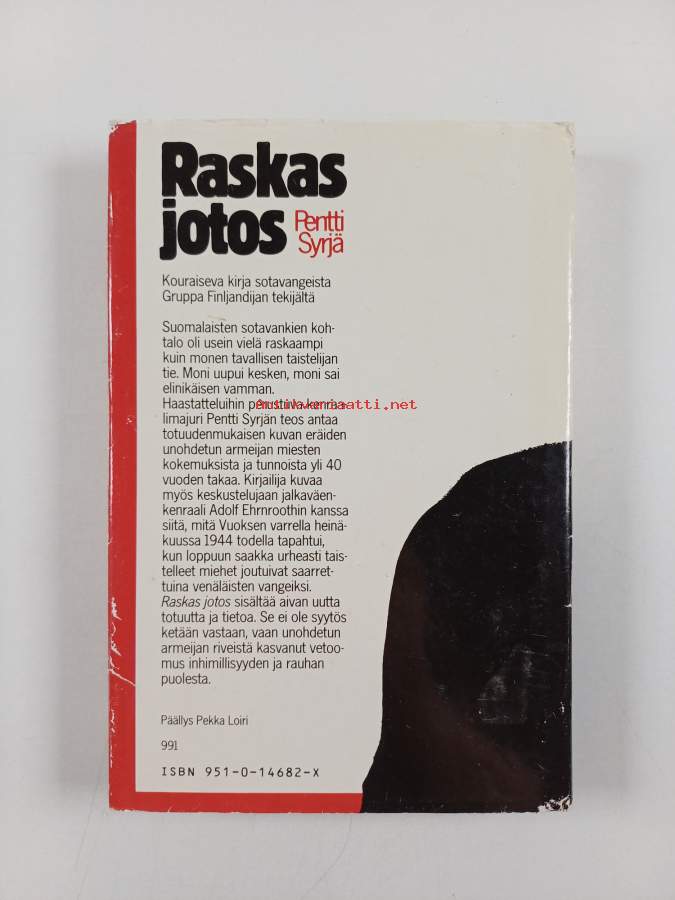 Raskas
jotos Pentti
Syrjä
Kouraiseva kirja sotavangeista
Gruppa Finljandijan tekijältä
Suomalaisten sotavankien koh-
talo oli usein vielä raskaampi
kuin monen tavallisen taistelijan
tie. Moni uupui kesken, moni sai
elinikäisen vamman.
Haastatteluihin perustuva kenraa-
limajuri Pentti Syrjän teos antaa
totuudenmukaisen kuvan eräiden
unohdetun armeijan miesten
kokemuksista ja tunnoista yli 40
vuoden takaa. Kirjailija kuvaa
myös keskustelujaan jalkaväen-
kenraali Adolf Ehrnroothin kanssa
siitä, mitä Vuoksen varrella heinä-
kuussa 1944 todella tapahtui,
kun loppuun saakka urheasti tais-
telleet miehet joutuivat saarret-
tuina venäläisten vangeiksi.
Raskas jotos sisältää aivan uutta
totuutta ja tietoa. Se ei ole syytös
ketään vastaan, vaan unohdetun
armeijan riveistä kasvanut vetoo-
mus inhimillisyyden ja rauhan
puolesta.
Päällys Pekka Loiri
991
ISBN 951-0-14682-X